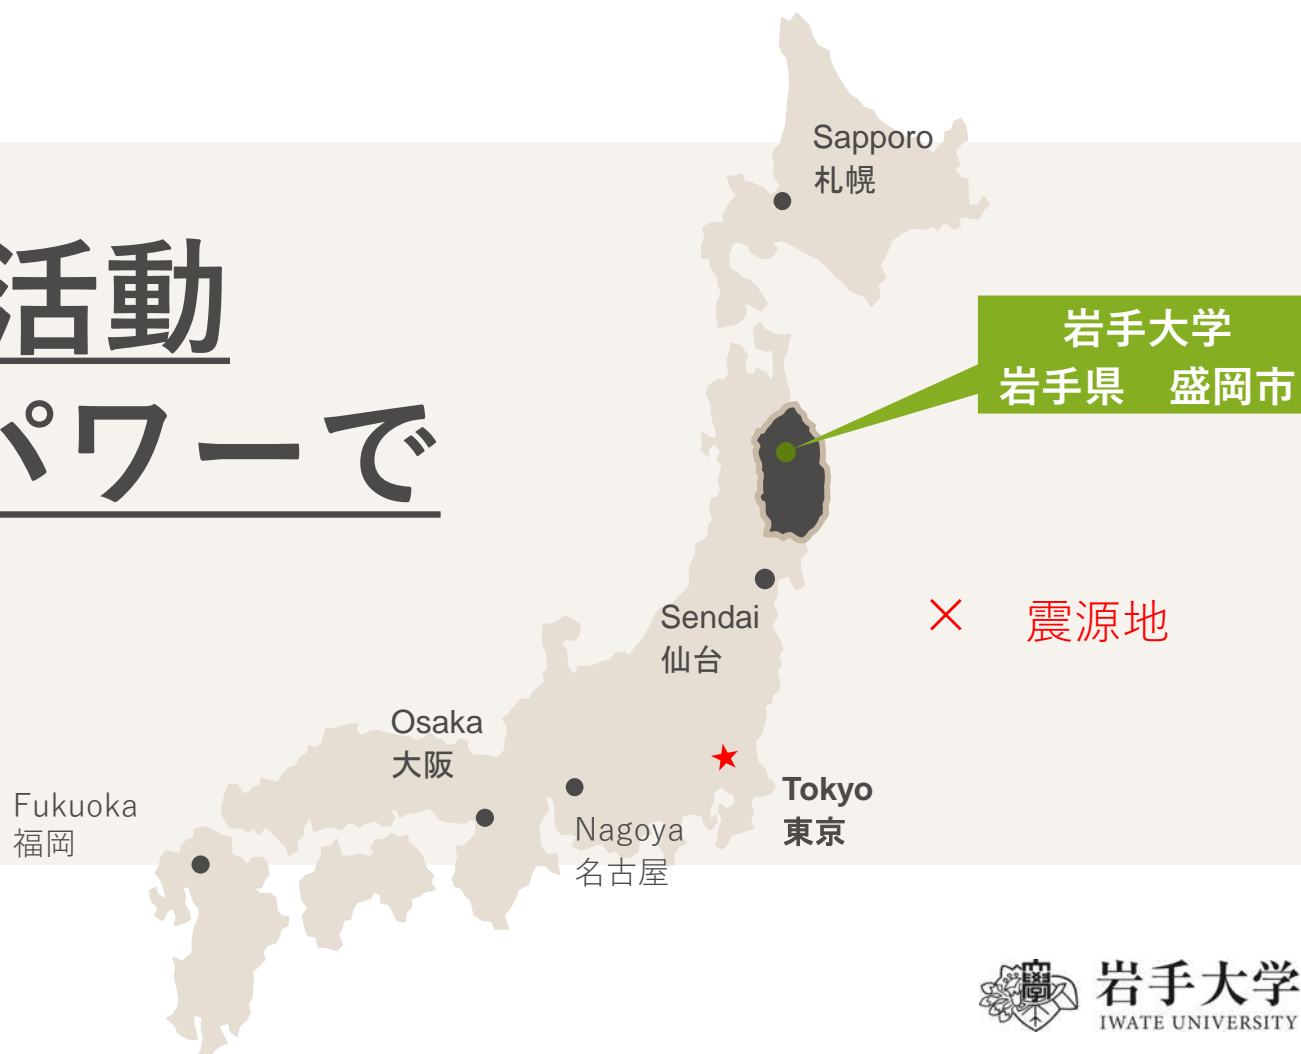 Sapporo
札幌
活動
パワーで
岩手大学
岩手県　盛岡市
Sendai
仙台
× 震源地
Osaka
大阪
Tokyo
東京
Fukuoka
福岡
Nagoya
名古屋
岩手大学
IWATE UNIVERSITY